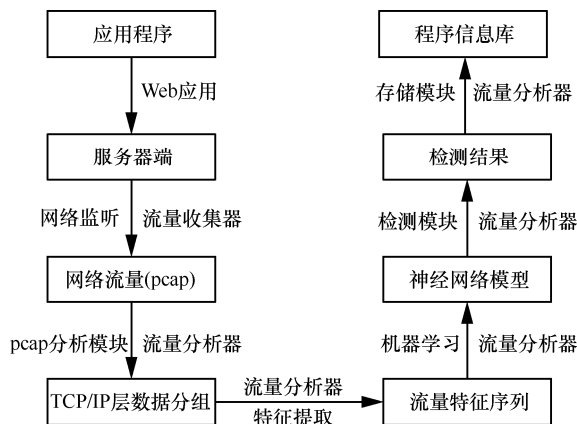 应用程序
程序信息库
Web应用
存储模块 流量分析器
服务器端
检测结果
网络监听 流量收集器
检测模块 流量分析器
网络流量(pcap)
神经网络模型
pcap分析模块 流量分析器
机器学习 流量分析器
TCP/IP层数据分组
流量分析器
特征提取
流量特征序列